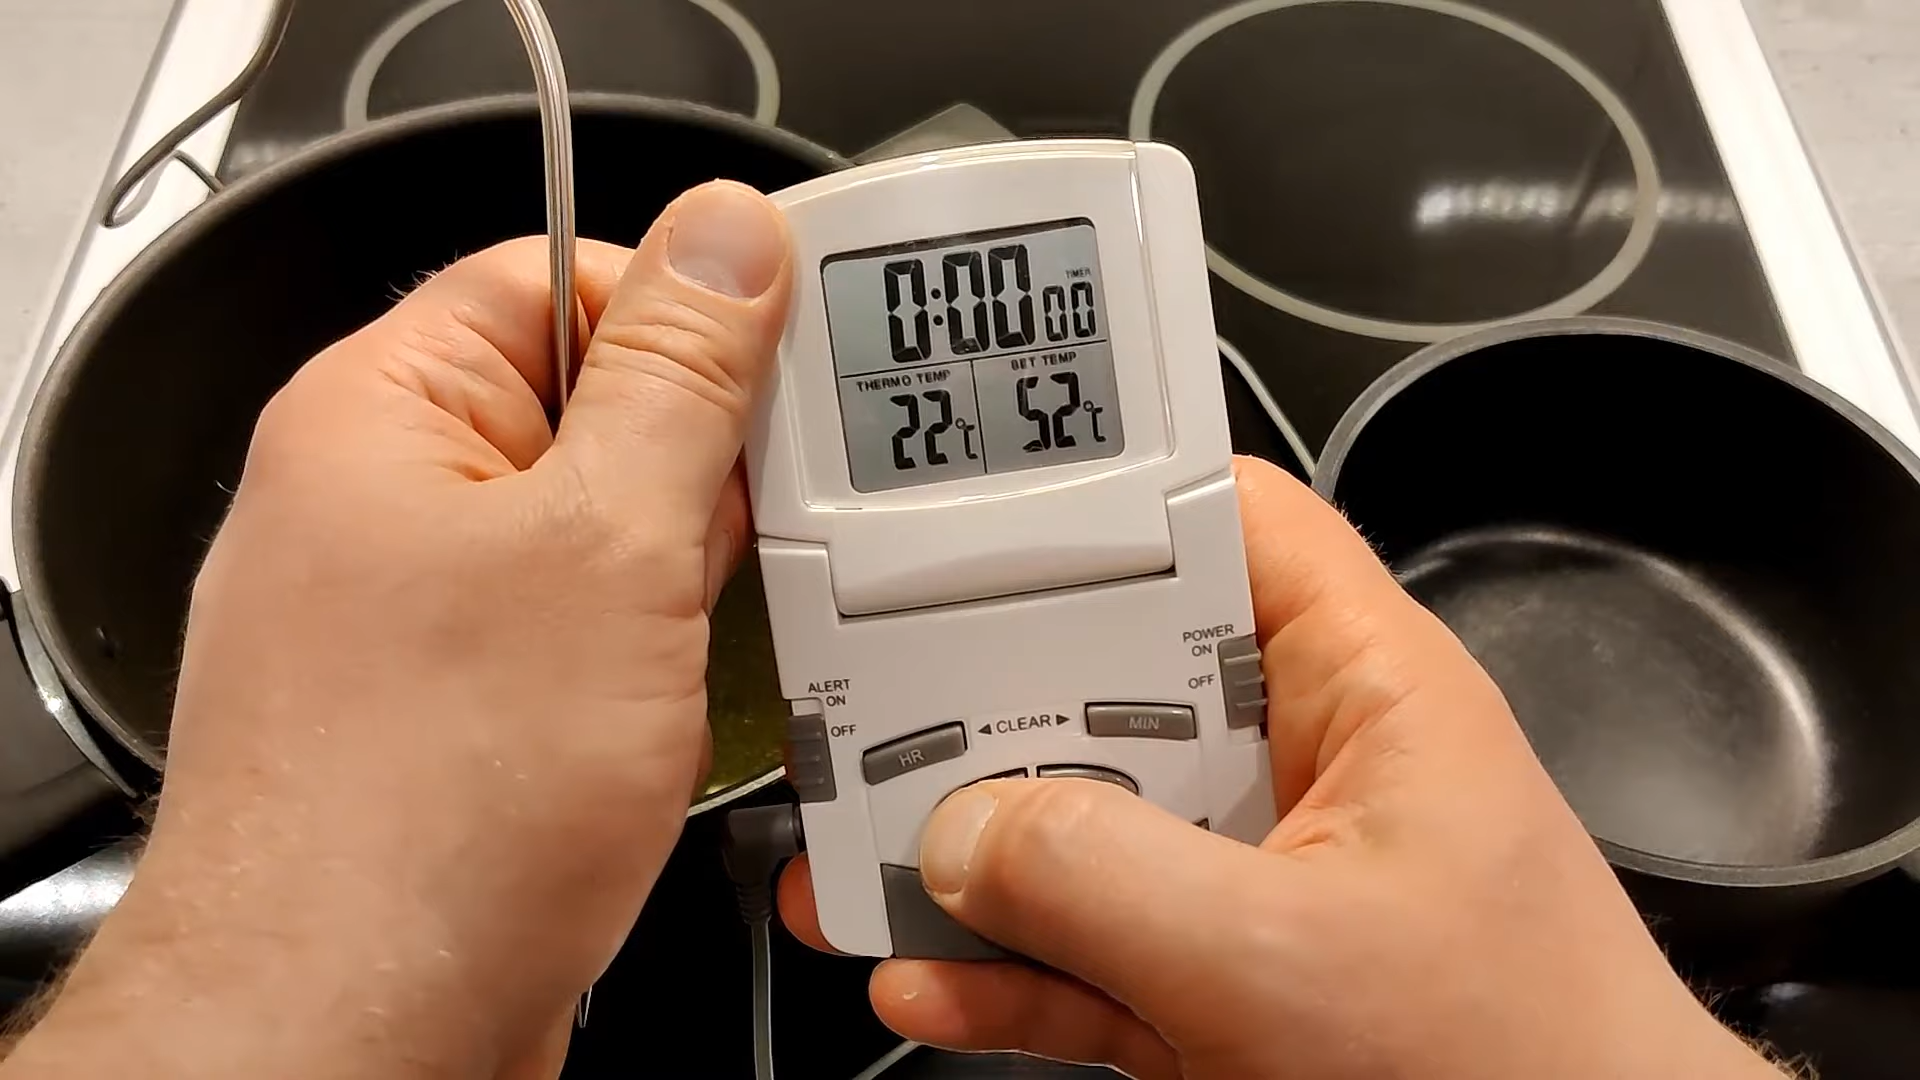 TIMER
0:00 00
THERMO TEMP
SET TEMP
22°C
52°C
POWER
ON
OFF
ALERT
ON
OFF
HR
◄ CLEAR ►
MIN